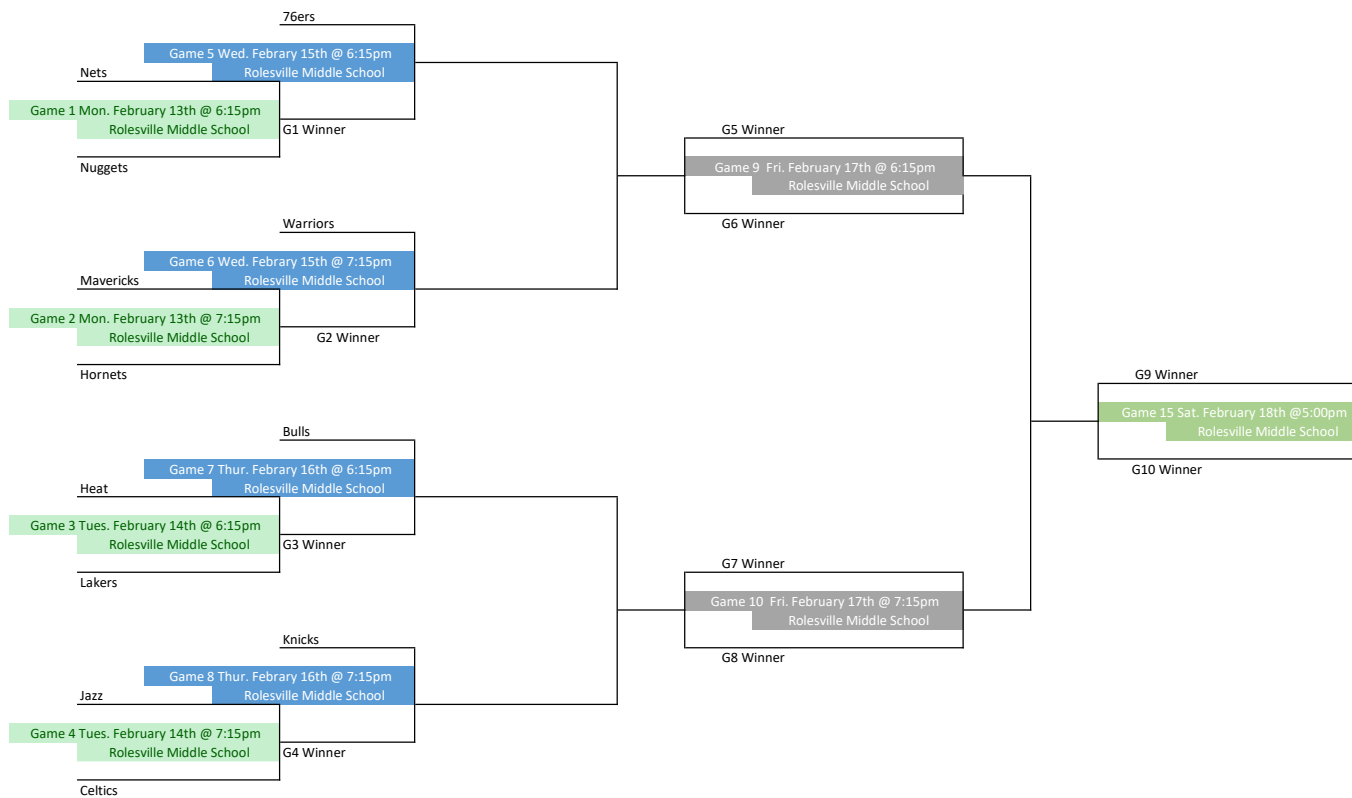 76ers
Game 5 Wed. Febrary 15th @ 6:15pm
Rolesville Middle School
Nets
Game 1 Mon. February 13th @ 6:15pm
Rolesville Middle School
G1 Winner
Nuggets
G5 Winner
Game 9  Fri. February 17th @ 6:15pm
Rolesville Middle School
G6 Winner
Warriors
Game 6 Wed. Febrary 15th @ 7:15pm
Rolesville Middle School
Mavericks
Game 2 Mon. February 13th @ 7:15pm
Rolesville Middle School
G2 Winner
Hornets
G9 Winner
Game 15 Sat. February 18th @5:00pm
Rolesville Middle School
G10 Winner
Bulls
Game 7 Thur. Febrary 16th @ 6:15pm
Rolesville Middle School
Heat
Game 3 Tues. February 14th @ 6:15pm
Rolesville Middle School
G3 Winner
Lakers
G7 Winner
Game 10  Fri. February 17th @ 7:15pm
Rolesville Middle School
G8 Winner
Knicks
Game 8 Thur. Febrary 16th @ 7:15pm
Rolesville Middle School
Jazz
Game 4 Tues. February 14th @ 7:15pm
Rolesville Middle School
G4 Winner
Celtics